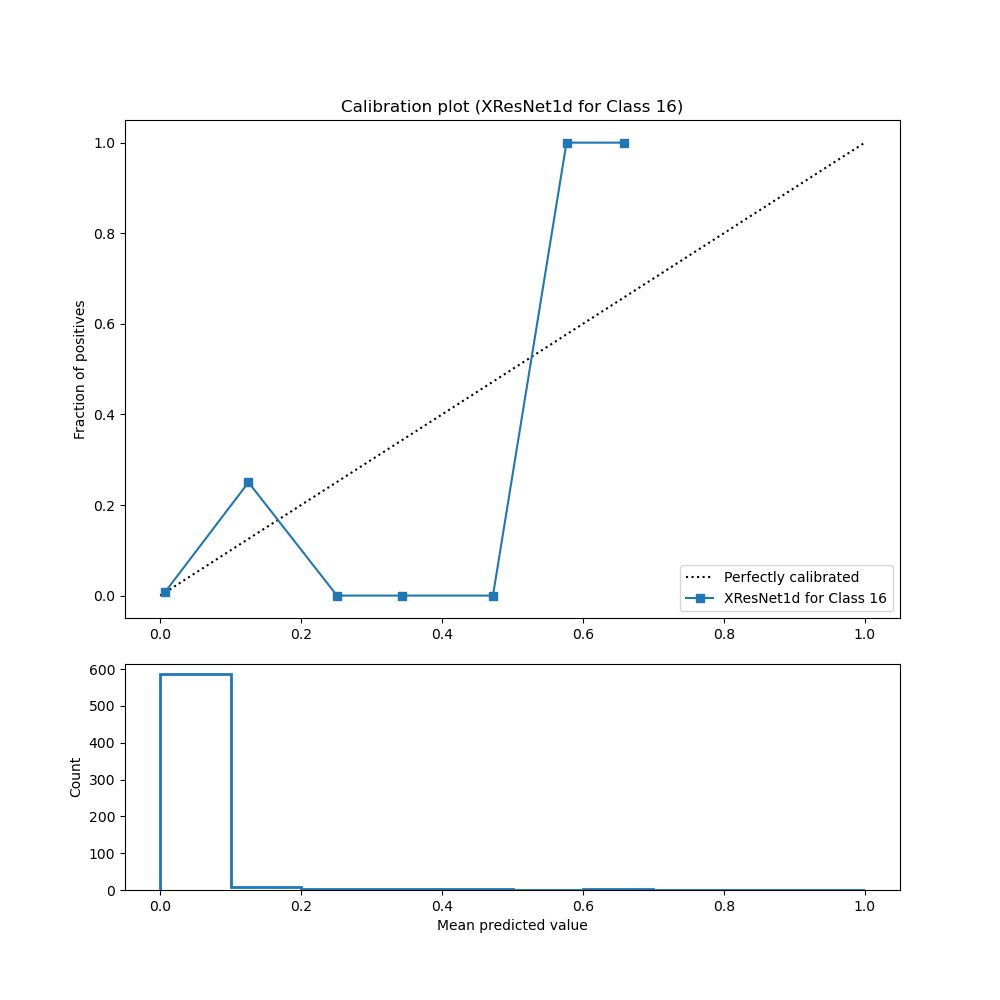 Calibration plot (XResNet1d for Class 16)
1.0
0.8
0.6
0.4
0.2
0.0
Fraction of positives
Perfectly calibrated
XResNet1d for Class 16
0.0 0.2 0.4 0.6 0.8 1.0
600
500
400
300
200
100
0
Count
0.0 0.2 0.4 0.6 0.8 1.0
Mean predicted value